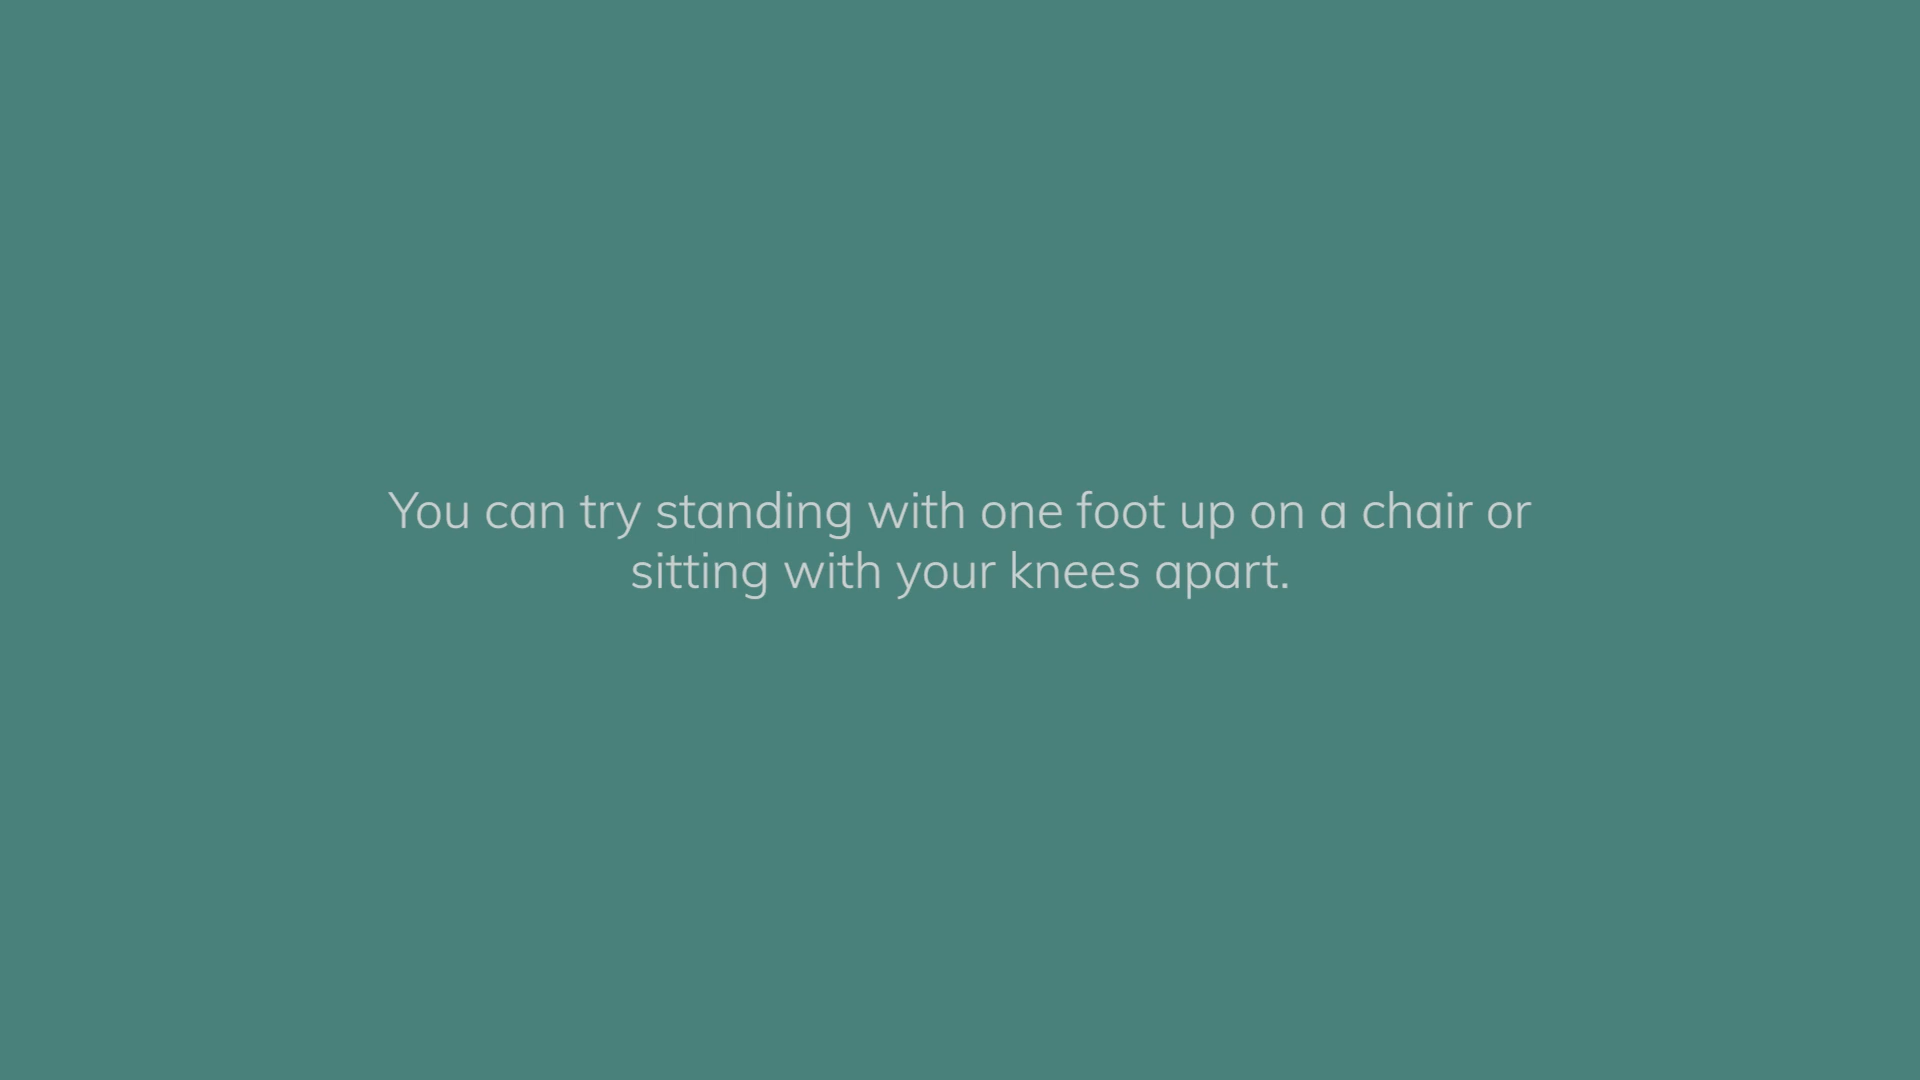 You can try standing with one foot up on a chair or
sitting with your knees apart.